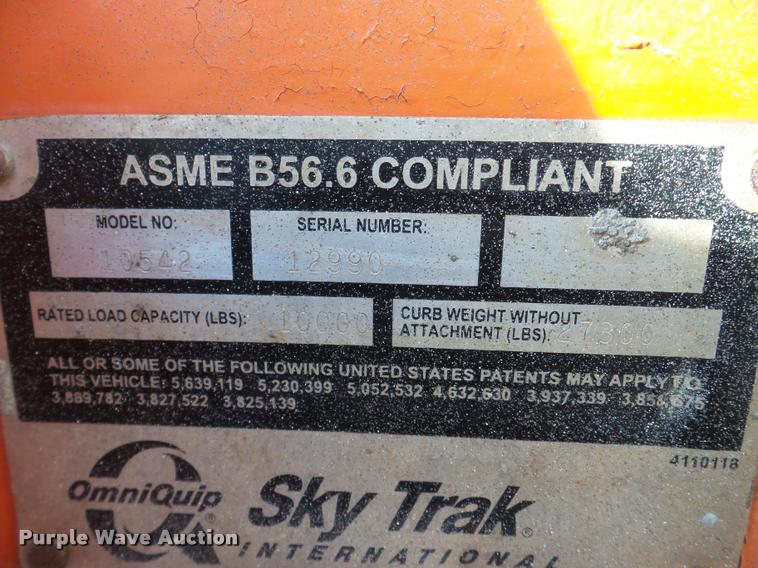 ASME B56.6 COMPLIANT
MODEL NO: SERIAL NUMBER:
10542 12990
RATED LOAD CAPACITY (LBS): 10000 CURB WEIGHT WITHOUT
ATTACHMENT (LBS):
ALL OR SOME OF THE FOLLOWING UNITED STATES PATENTS MAY APPLY TO
THIS VEHICLE: 5,639,119 5,230,399 5,052,532 4,632,630 3,937,339
3,889,782 3,827,522 3,825,139
4110118
OmniQuip Sky Trak®
INTERNATIONAL
Purple Wave Auction